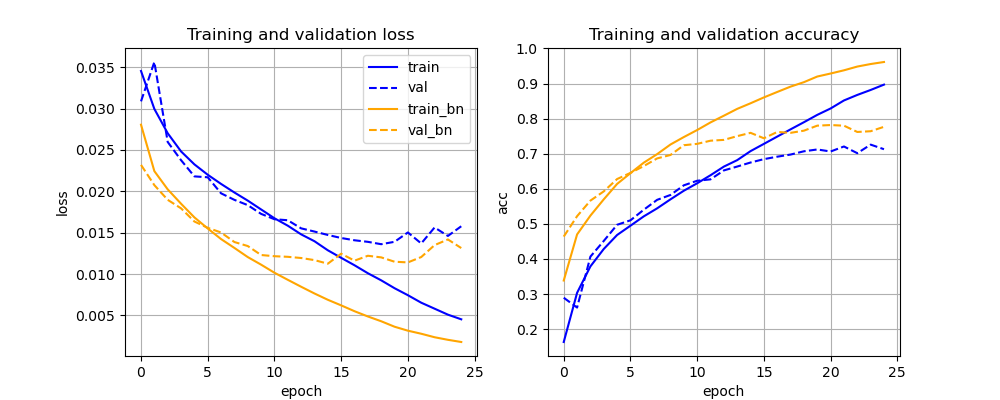 Training and validation loss
0.035
0.030
0.025
0.020
0.015
0.010
0.005
loss
train
val
train_bn
val_bn
0 5 10 15 20 25
epoch
Training and validation accuracy
1.0
0.9
0.8
0.7
0.6
0.5
0.4
0.3
0.2
acc
0 5 10 15 20 25
epoch